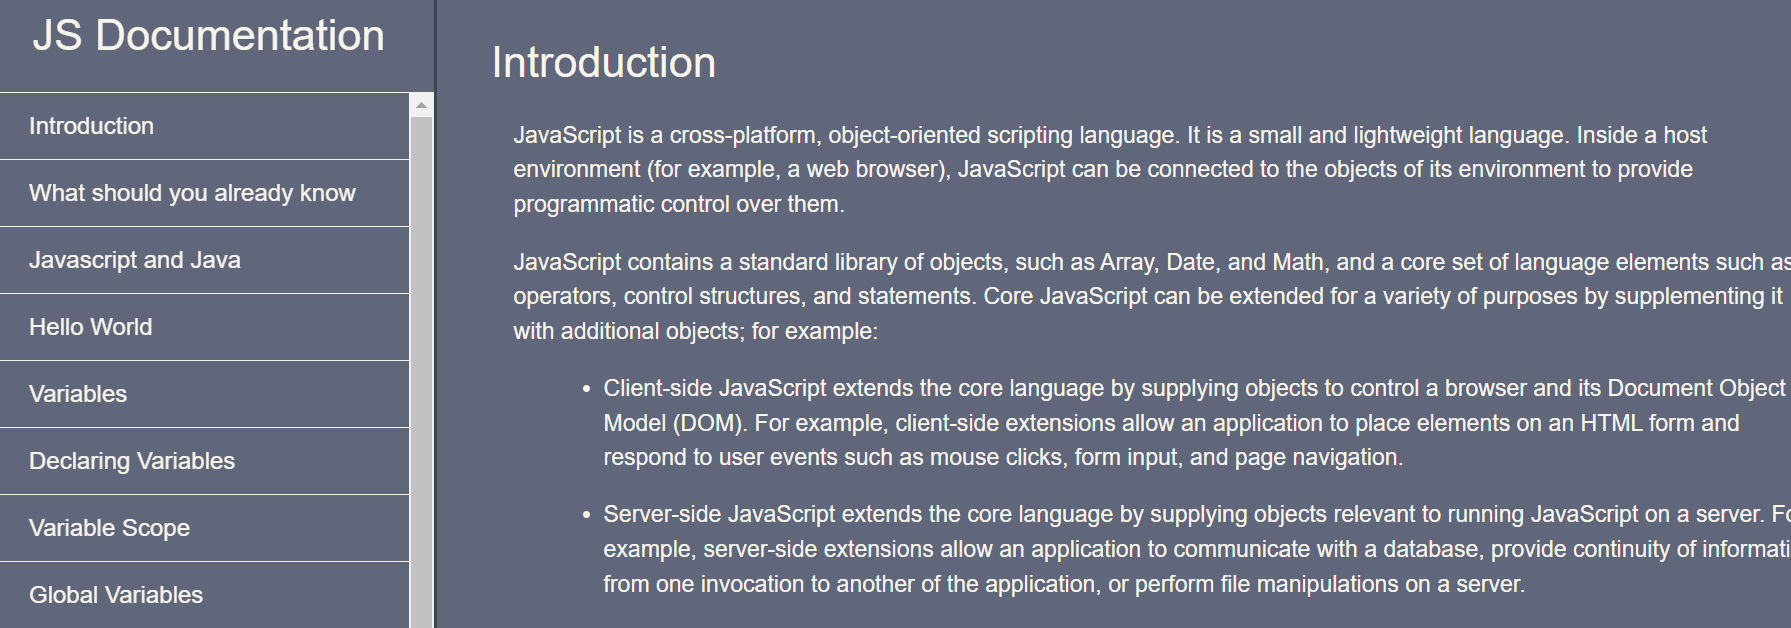 JS Documentation
Introduction
What should you already know
Javascript and Java
Hello World
Variables
Declaring Variables
Variable Scope
Global Variables
Introduction
JavaScript is a cross-platform, object-oriented scripting language. It is a small and lightweight language. Inside a host
environment (for example, a web browser), JavaScript can be connected to the objects of its environment to provide
programmatic control over them.
JavaScript contains a standard library of objects, such as Array, Date, and Math, and a core set of language elements such as
operators, control structures, and statements. Core JavaScript can be extended for a variety of purposes by supplementing it
with additional objects; for example:
• Client-side JavaScript extends the core language by supplying objects to control a browser and its Document Object
Model (DOM). For example, client-side extensions allow an application to place elements on an HTML form and
respond to user events such as mouse clicks, form input, and page navigation.
• Server-side JavaScript extends the core language by supplying objects relevant to running JavaScript on a server. Fo
example, server-side extensions allow an application to communicate with a database, provide continuity of informati
from one invocation to another of the application, or perform file manipulations on a server.